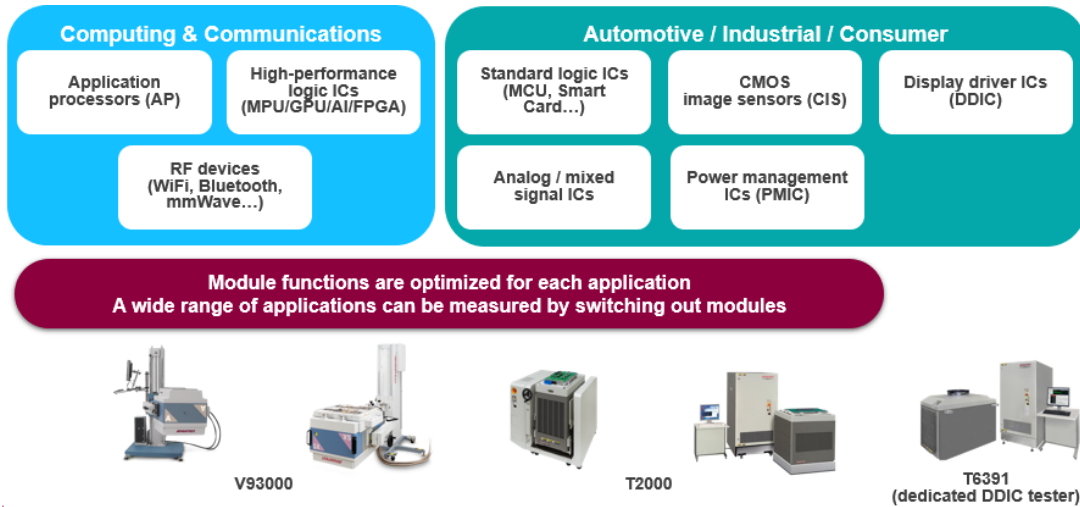 Computing & Communications
Application
processors (AP)
High-performance
logic ICs
(MPU/GPU/AI/FPGA)
RF devices
(WiFi, Bluetooth,
mmWave…)
Automotive / Industrial / Consumer
Standard logic ICs
(MCU, Smart
Card…)
CMOS
image sensors (CIS)
Display driver ICs
(DDIC)
Analog / mixed
signal ICs
Power management
ICs (PMIC)
Module functions are optimized for each application
A wide range of applications can be measured by switching out modules
V93000
T2000
T6391
(dedicated DDIC tester)